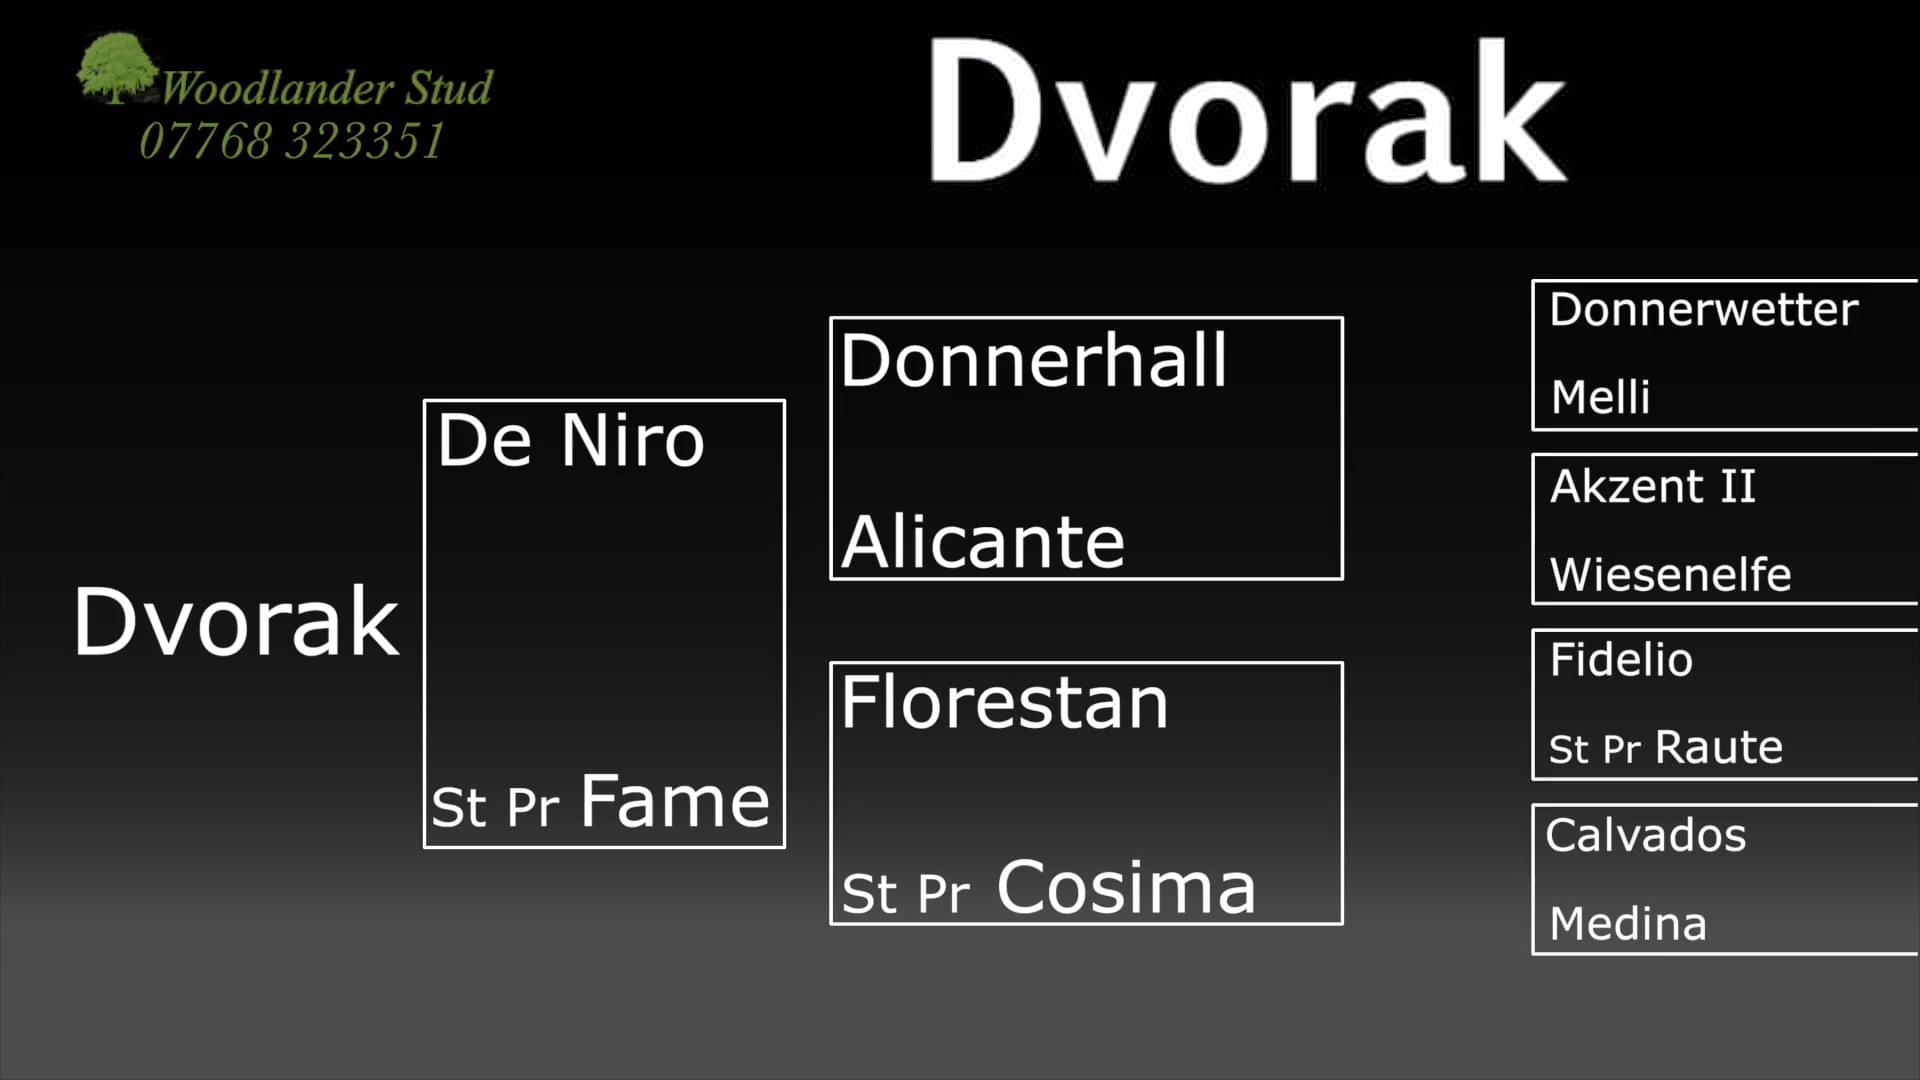 Woodlander Stud
07768 323351
Dvorak
Dvorak
De Niro
St Pr Fame
Donnerhall
Alicante
Florestan
St Pr Cosima
Donnerwetter
Melli
Akzent II
Wiesenelfe
Fidelio
St Pr Raute
Calvados
Medina